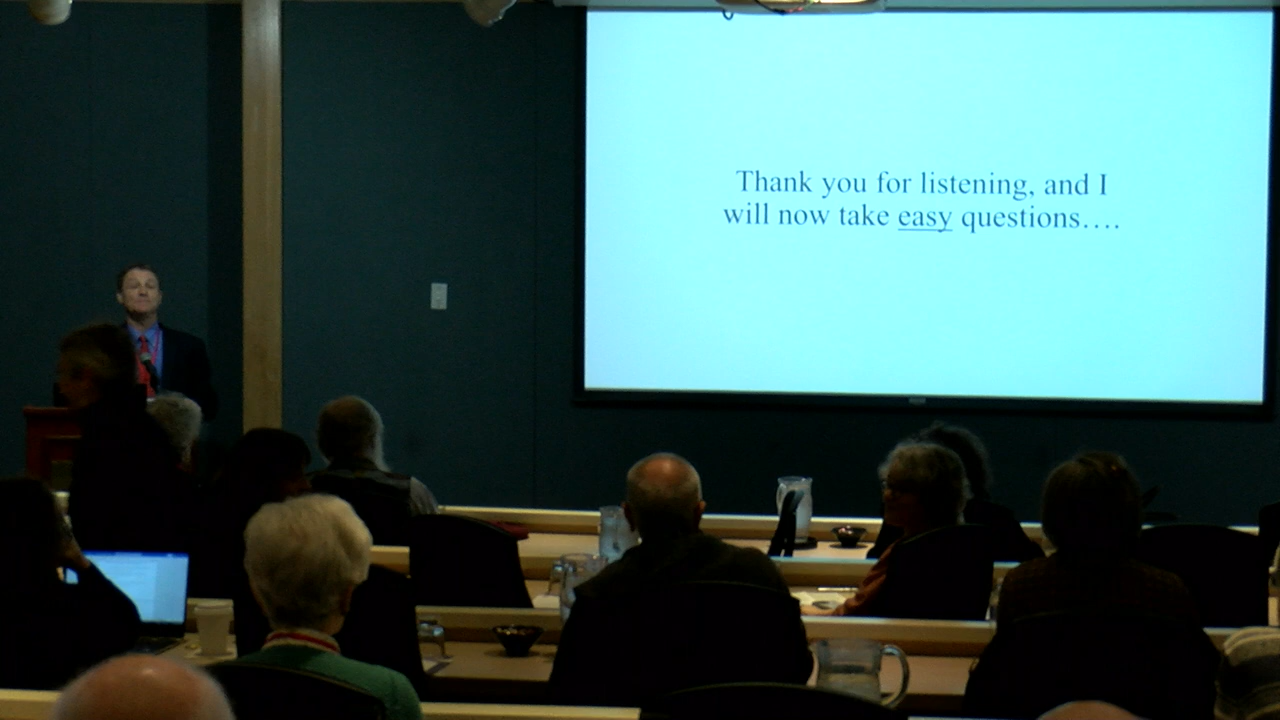 Thank you for listening, and I
will now take easy questions….